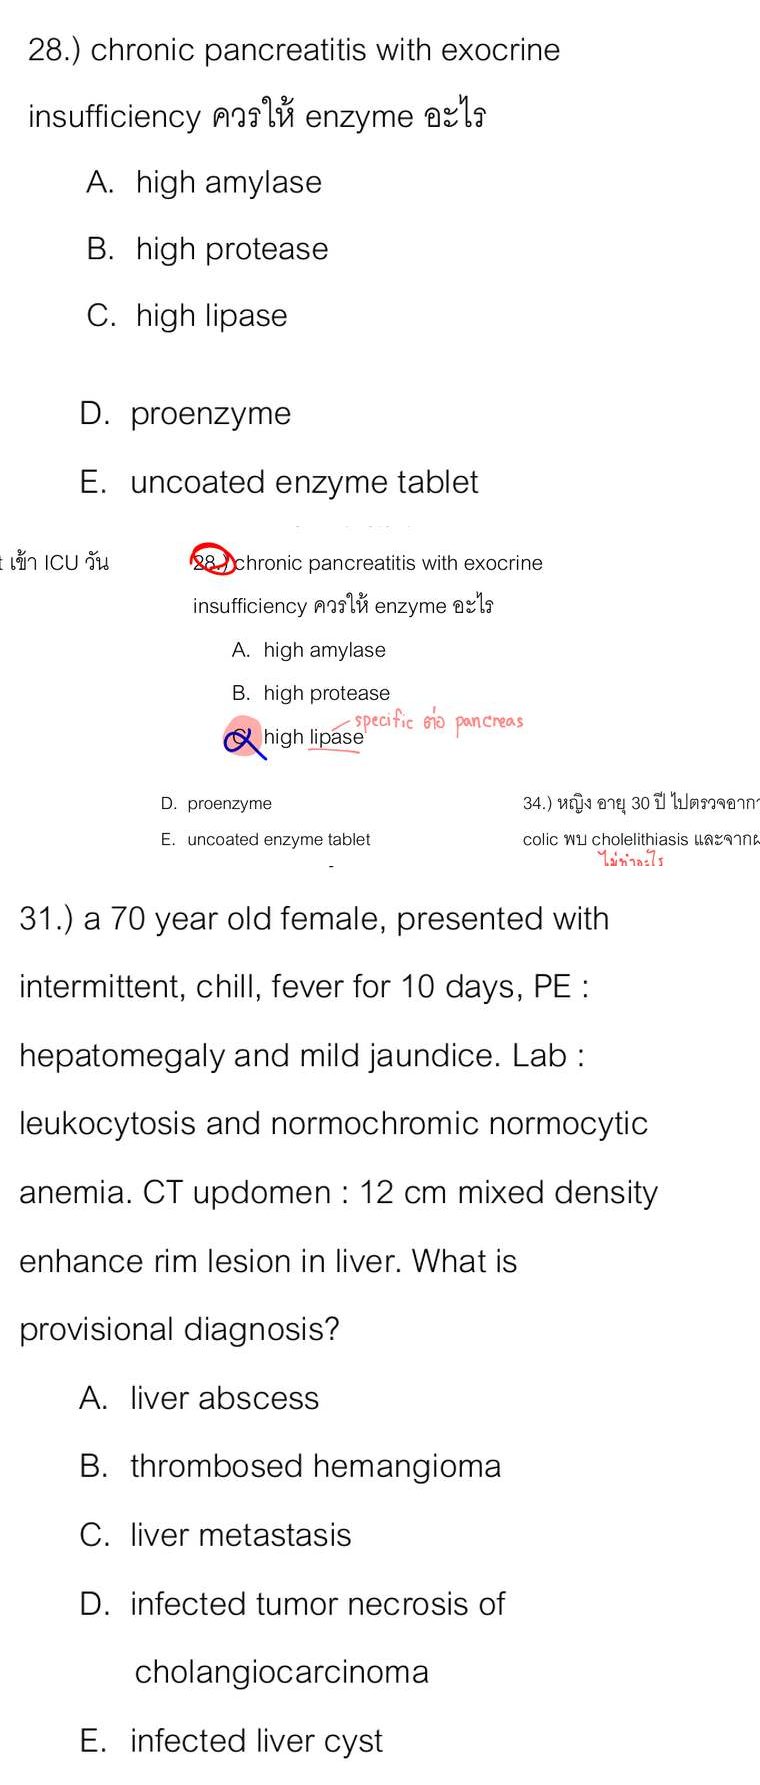 28.) chronic pancreatitis with exocrine
insufficiency ควรให้ enzyme อะไร
A. high amylase
B. high protease
C. high lipase
D. proenzyme
E. uncoated enzyme tablet
เข้า ICU วัน
28.) chronic pancreatitis with exocrine
insufficiency ควรให้ enzyme อะไร
A. high amylase
B. high protease
specific ต่อ pancreas
C. high lipase
D. proenzyme
E. uncoated enzyme tablet
34.) หญิง อายุ 30 ปี ไปตรวจอาก
colic พบ cholelithiasis และจาก
ไม่ทำอะไร
31.) a 70 year old female, presented with
intermittent, chill, fever for 10 days, PE :
hepatomegaly and mild jaundice. Lab :
leukocytosis and normochromic normocytic
anemia. CT updomen : 12 cm mixed density
enhance rim lesion in liver. What is
provisional diagnosis?
A. liver abscess
B. thrombosed hemangioma
C. liver metastasis
D. infected tumor necrosis of
cholangiocarcinoma
E. infected liver cyst